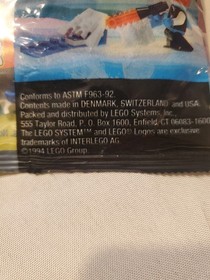 Conforms to ASTM F963-92.
Contents made in DENMARK, SWITZERLAND and USA.
Packed and distributed by LEGO Systems, Inc.,
555 Taylor Road, P. O. Box 1600, Enfield, CT 06083-1600
The LEGO SYSTEM™ and LEGO® Logos are exclusive
trademarks of INTERLEGO AG.
©1994 LEGO Group.